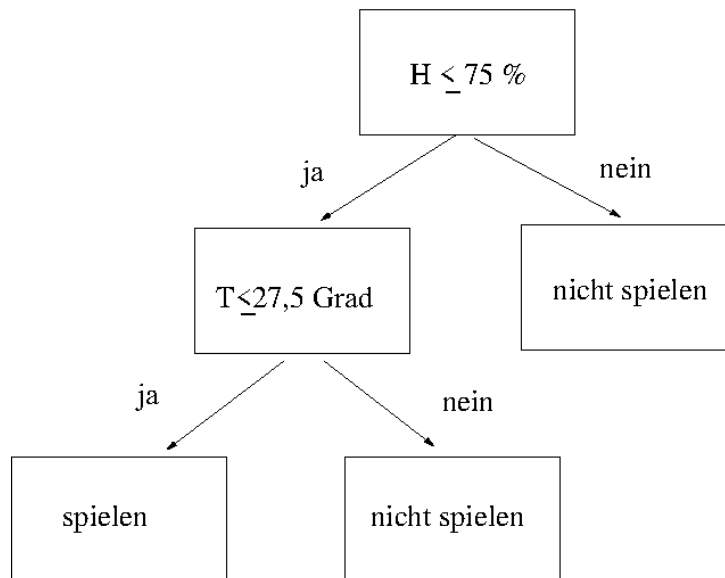 H ≤ 75 %
ja
nein
T≤27,5 Grad
nicht spielen
ja
nein
spielen
nicht spielen